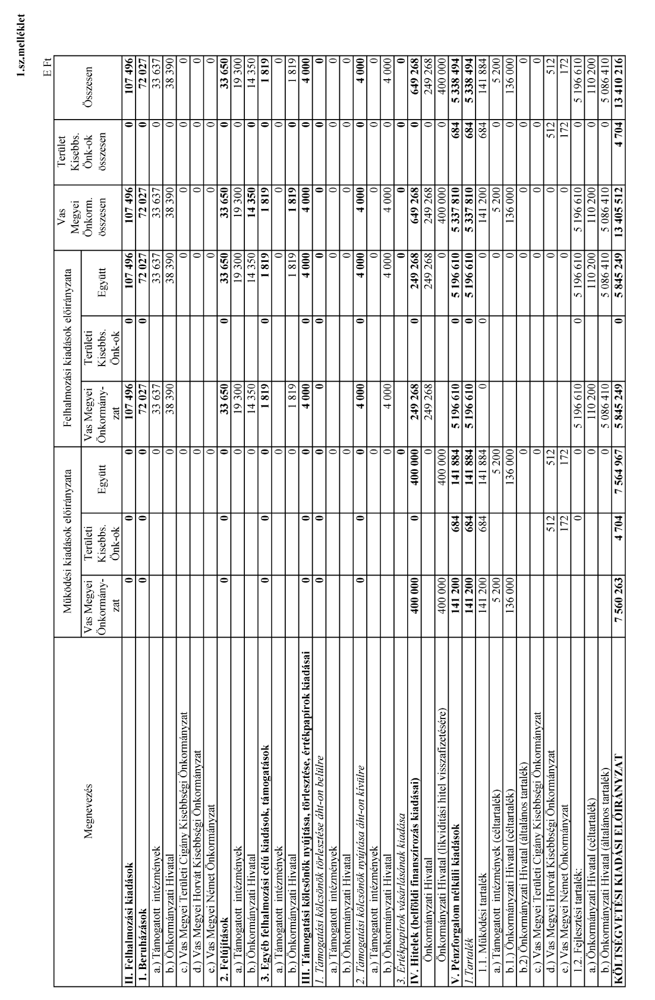 1.sz.melléklet
E Ft
Megnevezés | Működési kiadások előirányzata | Felhalmozási kiadások előirányzata | Vas Megyei Önkorm. összesen | Terület Kisebbs. Önk-ok összesen | Összesen
Vas Megyei Önkormány-zat | Területi Kisebbs. Önk-ok | Együtt | Vas Megyei Önkormány-zat | Területi Kisebbs. Önk-ok | Együtt
II. Felhalmozási kiadások | 0 | 0 | 0 | 107 496 | 0 | 107 496 | 107 496 | 0 | 107 496
1. Beruházások | 0 | 0 | 0 | 72 027 | 0 | 72 027 | 72 027 | 0 | 72 027
a.) Támogatott intézmények | | | 0 | 33 637 | | 33 637 | 33 637 | 0 | 33 637
b.) Önkormányzati Hivatal | | | 0 | 38 390 | | 38 390 | 38 390 | 0 | 38 390
c.) Vas Megyei Területi Cigány Kisebbségi Önkormányzat | | | 0 | | | 0 | 0 | 0 | 0
d.) Vas Megyei Horvát Kisebbségi Önkormányzat | | | 0 | | | 0 | 0 | 0 | 0
e.) Vas Megyei Német Önkormányzat | | | 0 | | | 0 | 0 | 0 | 0
2. Felújítások | 0 | 0 | 0 | 33 650 | 0 | 33 650 | 33 650 | 0 | 33 650
a.) Támogatott intézmények | | | 0 | 19 300 | | 19 300 | 19 300 | 0 | 19 300
b.) Önkormányzati Hivatal | | | 0 | 14 350 | | 14 350 | 14 350 | 0 | 14 350
3. Egyéb felhalmozási célú kiadások, támogatások | 0 | 0 | 0 | 1 819 | 0 | 1 819 | 1 819 | 0 | 1 819
a.) Támogatott intézmények | | | 0 | | | 0 | 0 | 0 | 0
b.) Önkormányzati Hivatal | | | 0 | 1 819 | | 1 819 | 1 819 | 0 | 1 819
III. Támogatási kölcsönök nyújtása, törlesztése, értékpapírok kiadásai | 0 | 0 | 0 | 4 000 | 0 | 4 000 | 4 000 | 0 | 4 000
1. Támogatási kölcsönök törlesztése áht-on belülre | 0 | 0 | 0 | 0 | 0 | 0 | 0 | 0 | 0
a.) Támogatott intézmények | | | 0 | | | 0 | 0 | 0 | 0
b.) Önkormányzati Hivatal | | | 0 | | | 0 | 0 | 0 | 0
2. Támogatási kölcsönök nyújtása áht-on kívülre | 0 | 0 | 0 | 4 000 | 0 | 4 000 | 4 000 | 0 | 4 000
a.) Támogatott intézmények | | | 0 | | | 0 | 0 | 0 | 0
b.) Önkormányzati Hivatal | | | 0 | 4 000 | | 4 000 | 4 000 | 0 | 4 000
3. Értékpapírok vásárlásának kiadása | | | 0 | | | 0 | 0 | 0 | 0
IV. Hitelek (belföldi finanszírozás kiadásai) | 400 000 | 0 | 400 000 | 249 268 | 0 | 249 268 | 649 268 | 0 | 649 268
Önkormányzati Hivatal | | | 0 | 249 268 | | 249 268 | 249 268 | 0 | 249 268
Önkormányzati Hivatal (likviditási hitel visszafizetésére) | 400 000 | | 400 000 | | | 0 | 400 000 | 0 | 400 000
V. Pénzforgalom nélküli kiadások | 141 200 | 684 | 141 884 | 5 196 610 | 0 | 5 196 610 | 5 337 810 | 684 | 5 338 494
1.Tartalék | 141 200 | 684 | 141 884 | 5 196 610 | 0 | 5 196 610 | 5 337 810 | 684 | 5 338 494
1.1. Működési tartalék | 141 200 | 684 | 141 884 | 0 | 0 | 0 | 141 200 | 684 | 141 884
a.) Támogatott intézmények (céltartalék) | 5 200 | | 5 200 | | | 0 | 5 200 | 0 | 5 200
b.1.) Önkormányzati Hivatal (céltartalék) | 136 000 | | 136 000 | | | 0 | 136 000 | 0 | 136 000
b.2) Önkormányzati Hivatal (általános tartalék) | | | 0 | | | 0 | 0 | 0 | 0
c.) Vas Megyei Területi Cigány Kisebbségi Önkormányzat | | | 0 | | | 0 | 0 | 0 | 0
d.) Vas Megyei Horvát Kisebbségi Önkormányzat | | 512 | 512 | | | 0 | 0 | 512 | 512
e.) Vas Megyei Német Önkormányzat | | 172 | 172 | | | 0 | 0 | 172 | 172
1.2. Fejlesztési tartalék: | | 0 | 0 | 5 196 610 | 0 | 5 196 610 | 5 196 610 | 0 | 5 196 610
a.) Önkormányzati Hivatal (céltartalék) | | | 0 | 110 200 | | 110 200 | 110 200 | 0 | 110 200
b.) Önkormányzati Hivatal (általános tartalék) | | | 0 | 5 086 410 | | 5 086 410 | 5 086 410 | 0 | 5 086 410
KÖLTSÉGVETÉSI KIADÁSI ELŐIRÁNYZAT | 7 560 263 | 4 704 | 7 564 967 | 5 845 249 | 0 | 5 845 249 | 13 405 512 | 4 704 | 13 410 216